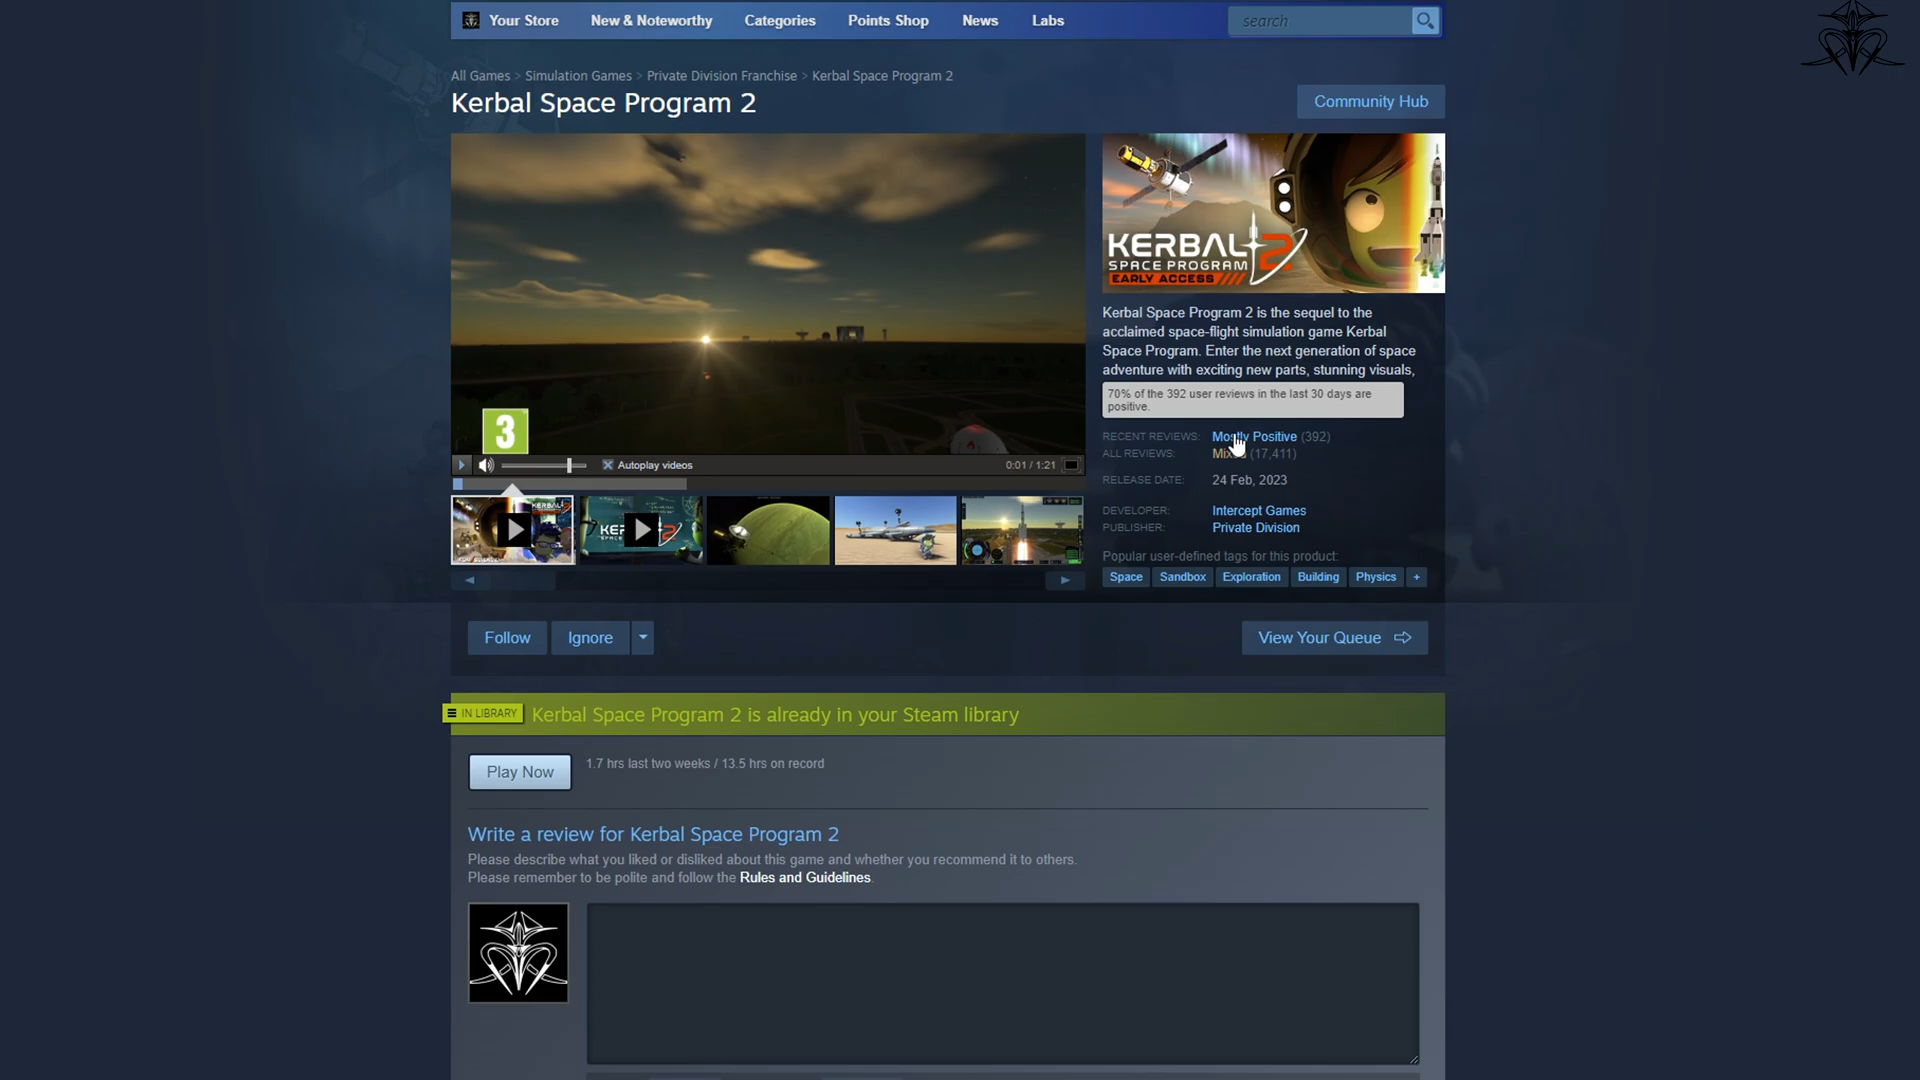 Your Store New & Noteworthy Categories Points Shop News Labs search
All Games > Simulation Games > Private Division Franchise > Kerbal Space Program 2
Kerbal Space Program 2
Community Hub
KERBAL 2
SPACE PROGRAM
EARLY ACCESS
Kerbal Space Program 2 is the sequel to the
acclaimed space-flight simulation game Kerbal
Space Program. Enter the next generation of space
adventure with exciting new parts, stunning visuals,
70% of the 392 user reviews in the last 30 days are
positive.
RECENT REVIEWS: Mostly Positive (392)
ALL REVIEWS: Mixed (17,411)
RELEASE DATE: 24 Feb, 2023
DEVELOPER: Intercept Games
PUBLISHER: Private Division
Popular user-defined tags for this product:
Space Sandbox Exploration Building Physics +
3
Autoplay videos 0:01 / 1:21
KERBAL 2
Follow Ignore View Your Queue
IN LIBRARY Kerbal Space Program 2 is already in your Steam library
Play Now 1.7 hrs last two weeks / 13.5 hrs on record
Write a review for Kerbal Space Program 2
Please describe what you liked or disliked about this game and whether you recommend it to others.
Please remember to be polite and follow the Rules and Guidelines.